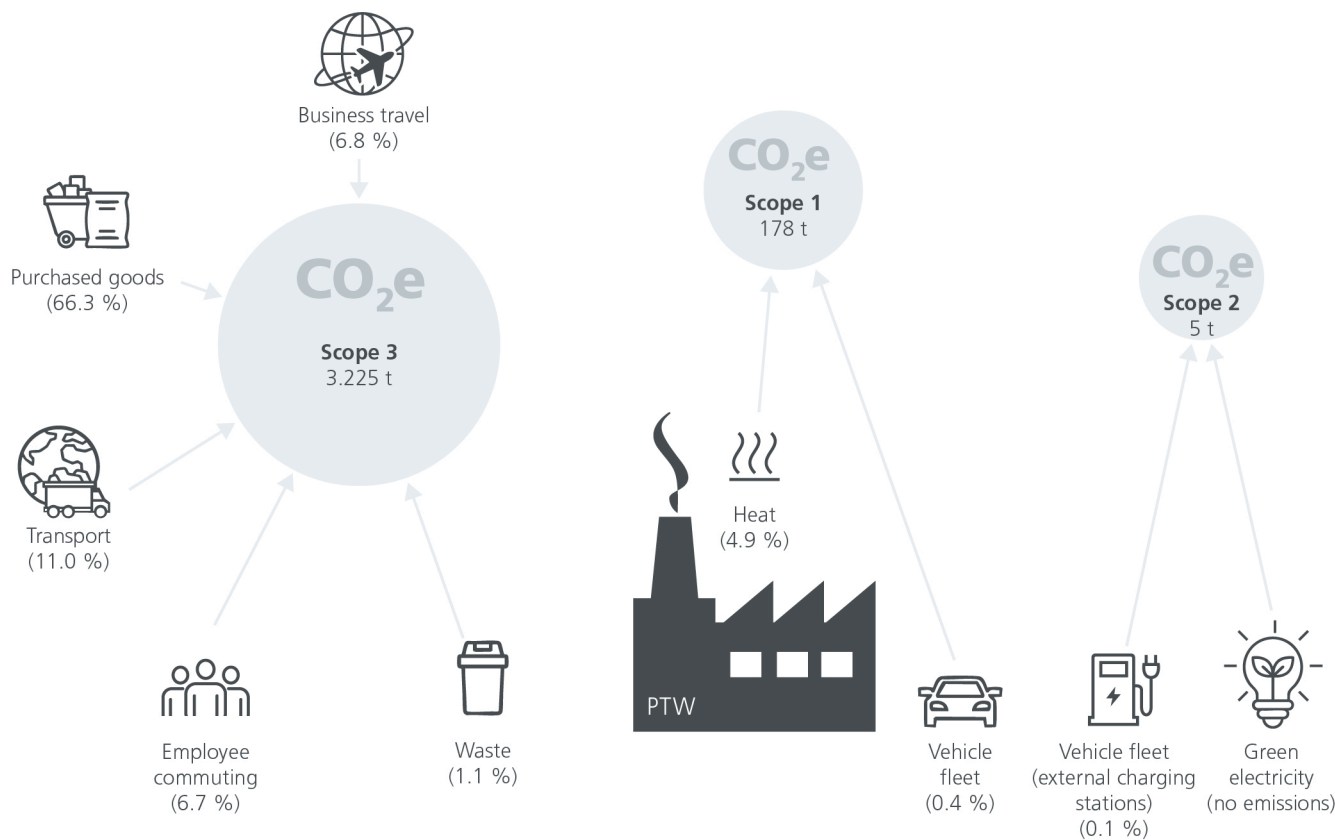 Business travel
(6.8 %)
Purchased goods
(66.3 %)
CO₂e
Scope 3
3.225 t
Transport
(11.0 %)
Employee
commuting
(6.7 %)
Waste
(1.1 %)
CO₂e
Scope 1
178 t
Heat
(4.9 %)
PTW
Vehicle
fleet
(0.4 %)
CO₂e
Scope 2
5 t
Vehicle fleet
(external charging
stations)
(0.1 %)
Green
electricity
(no emissions)